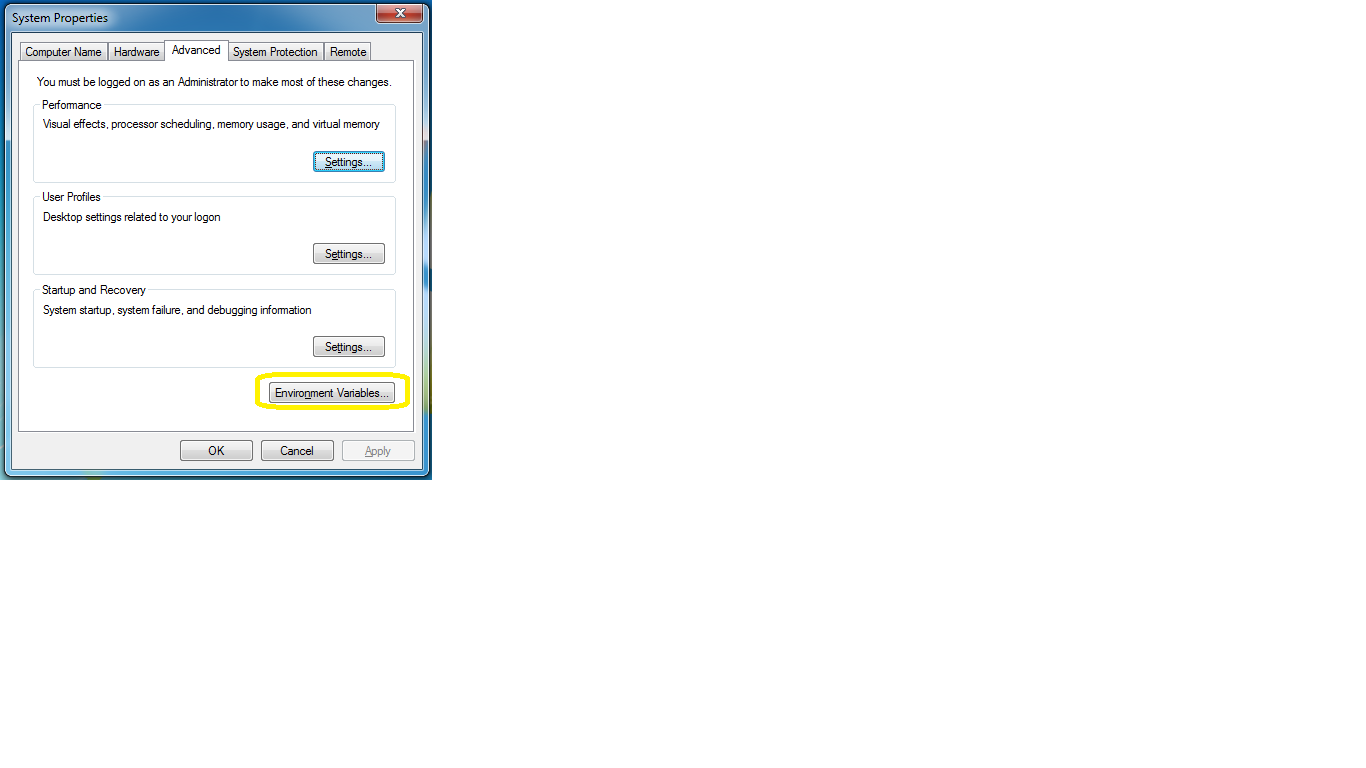 System Properties
x
Computer Name Hardware Advanced System Protection Remote
You must be logged on as an Administrator to make most of these changes.
Performance
Visual effects, processor scheduling, memory usage, and virtual memory
Settings...
User Profiles
Desktop settings related to your logon
Settings...
Startup and Recovery
System startup, system failure, and debugging information
Settings...
Environment Variables...
OK Cancel Apply